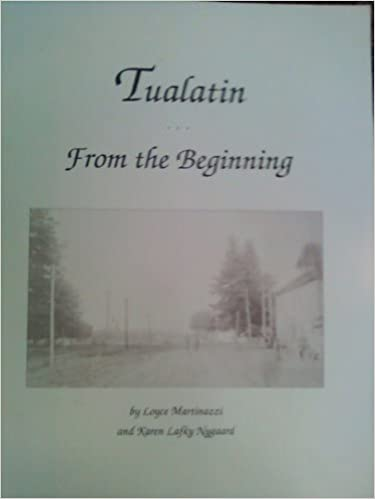 Tualatin
...
From the Beginning
by Loyce Martinazzi
and Karen Lafky Nygaard